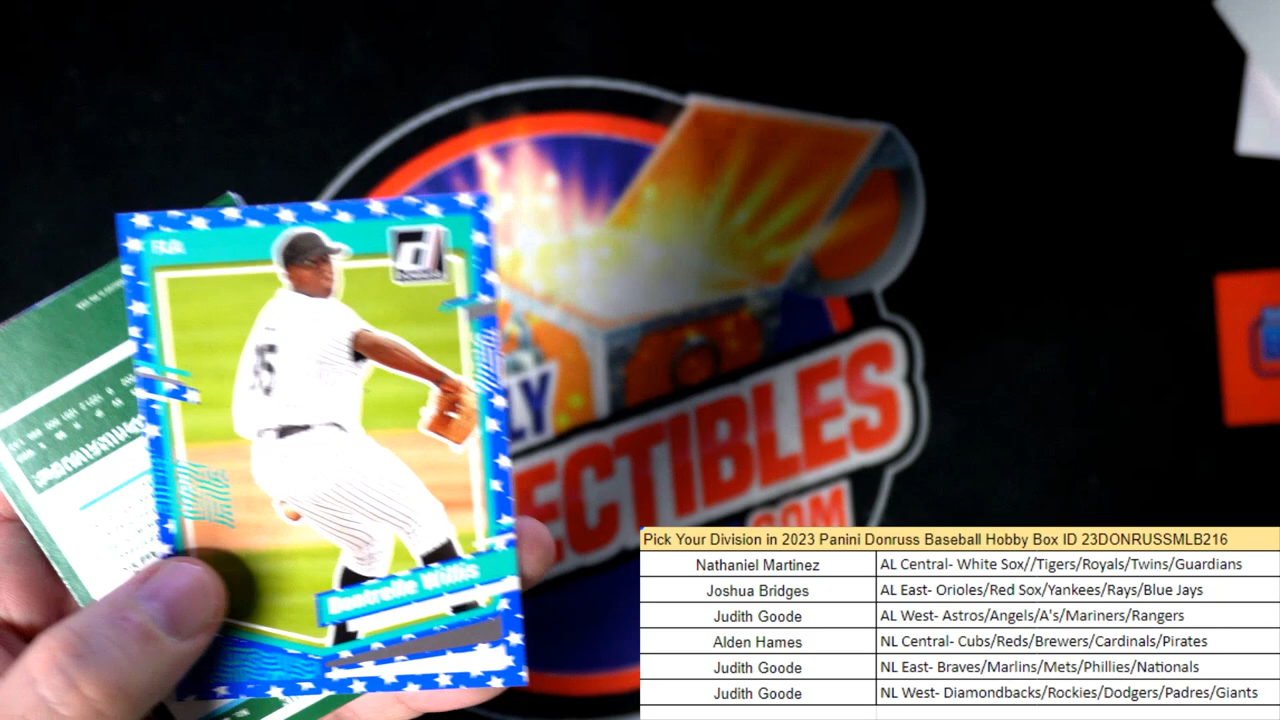 35
Dontrelle Willis
LY
ECTIBLES
.COM
Pick Your Division in 2023 Panini Donruss Baseball Hobby Box ID 23DONRUSSMLB216
Nathaniel Martinez AL Central- White Sox//Tigers/Royals/Twins/Guardians
Joshua Bridges AL East- Orioles/Red Sox/Yankees/Rays/Blue Jays
Judith Goode AL West- Astros/Angels/A's/Mariners/Rangers
Alden Hames NL Central- Cubs/Reds/Brewers/Cardinals/Pirates
Judith Goode NL East- Braves/Marlins/Mets/Phillies/Nationals
Judith Goode NL West- Diamondbacks/Rockies/Dodgers/Padres/Giants